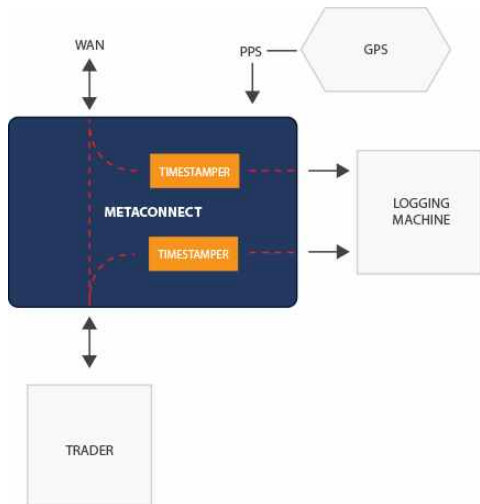 WAN
PPS
GPS
TIMESTAMPER
METACONNECT
TIMESTAMPER
LOGGING
MACHINE
TRADER